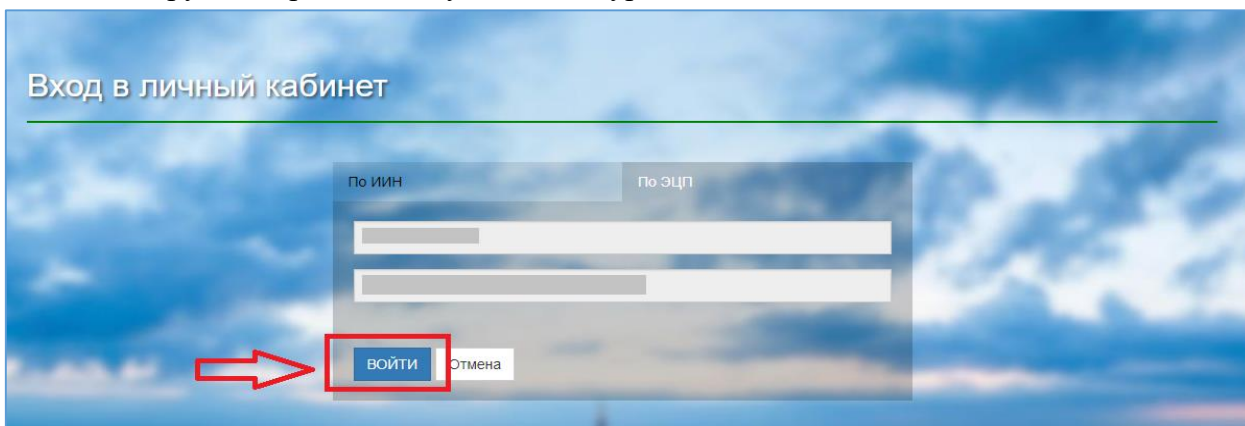 Вход в личный кабинет
По ИИН
По ЭЦП
ВОЙТИ
Отмена